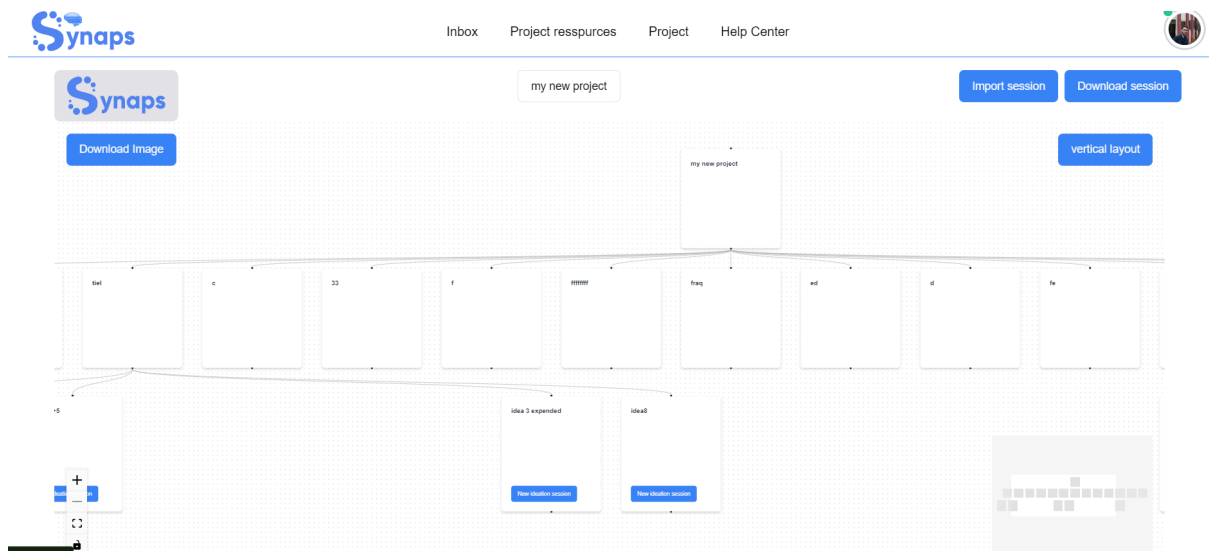 Synaps
Inbox Project resspurces Project Help Center
Synaps
my new project
Import session Download session
Download Image
vertical layout
my new project
tiel c 33 f ffffffff fraq ed d fe
idea 3 expended idea8
New ideation session New ideation session